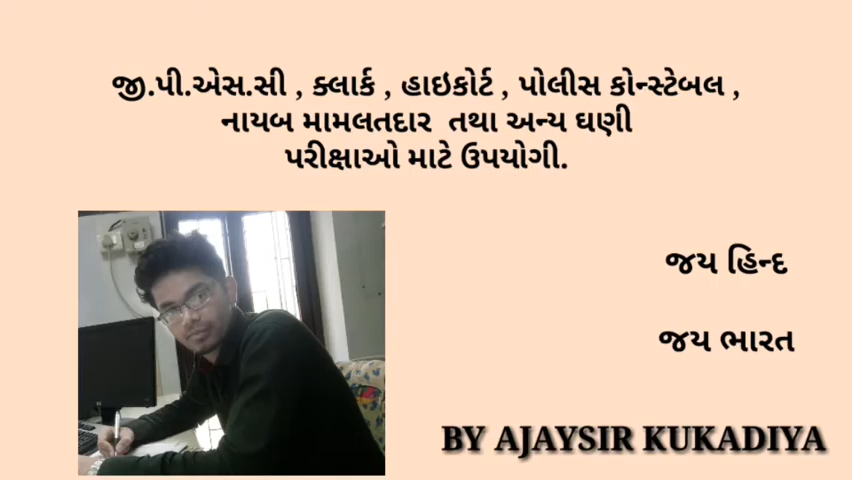 જી.પી.એસ.સી , ક્લાર્ક , હાઇકોર્ટ , પોલીસ કોન્સ્ટેબલ ,
નાયબ મામલતદાર તથા અન્ય ઘણી
પરીક્ષાઓ માટે ઉપયોગી.
જય હિન્દ
જય ભારત
BY AJAYSIR KUKADIYA